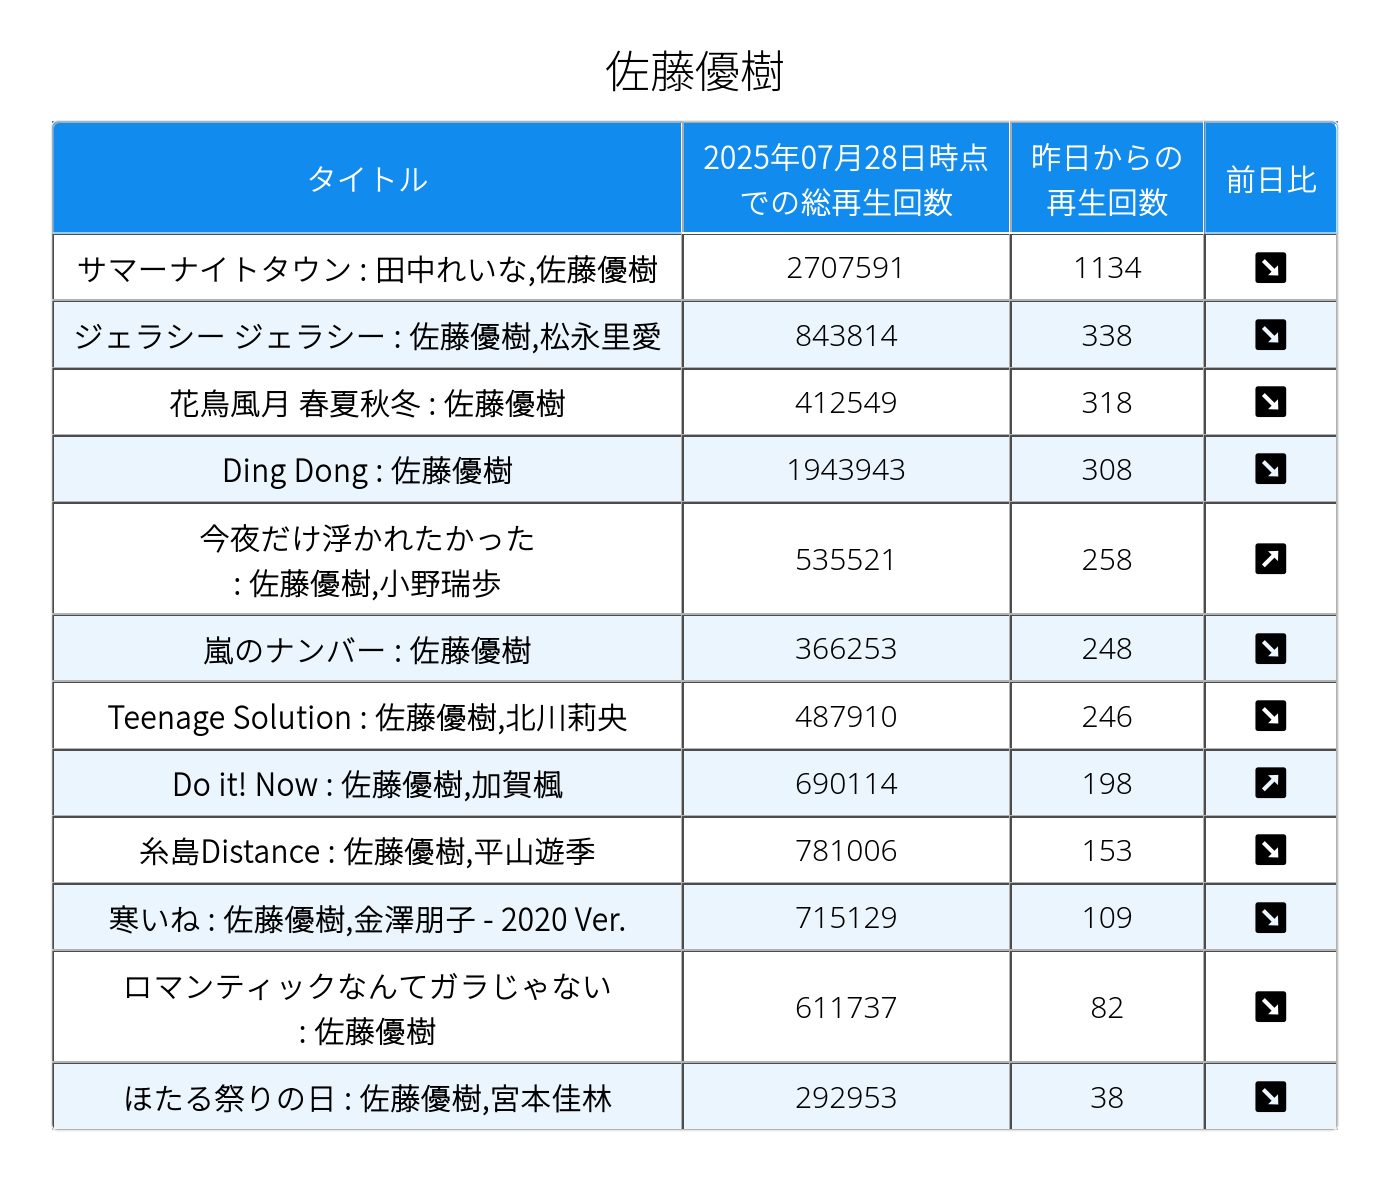 佐藤優樹
タイトル
2025年07月28日時点
での総再生回数
昨日からの
再生回数
前日比
サマーナイトタウン : 田中れいな,佐藤優樹 2707591 1134 ↘
ジェラシー ジェラシー : 佐藤優樹,松永里愛 843814 338 ↘
花鳥風月 春夏秋冬 : 佐藤優樹 412549 318 ↘
Ding Dong : 佐藤優樹 1943943 308 ↘
今夜だけ浮かれたかった
: 佐藤優樹,小野瑞歩 535521 258 ↗
嵐のナンバー : 佐藤優樹 366253 248 ↘
Teenage Solution : 佐藤優樹,北川莉央 487910 246 ↘
Do it! Now : 佐藤優樹,加賀楓 690114 198 ↗
糸島Distance : 佐藤優樹,平山遊季 781006 153 ↘
寒いね : 佐藤優樹,金澤朋子 - 2020 Ver. 715129 109 ↘
ロマンティックなんてガラじゃない
: 佐藤優樹 611737 82 ↘
ほたる祭りの日 : 佐藤優樹,宮本佳林 292953 38 ↘